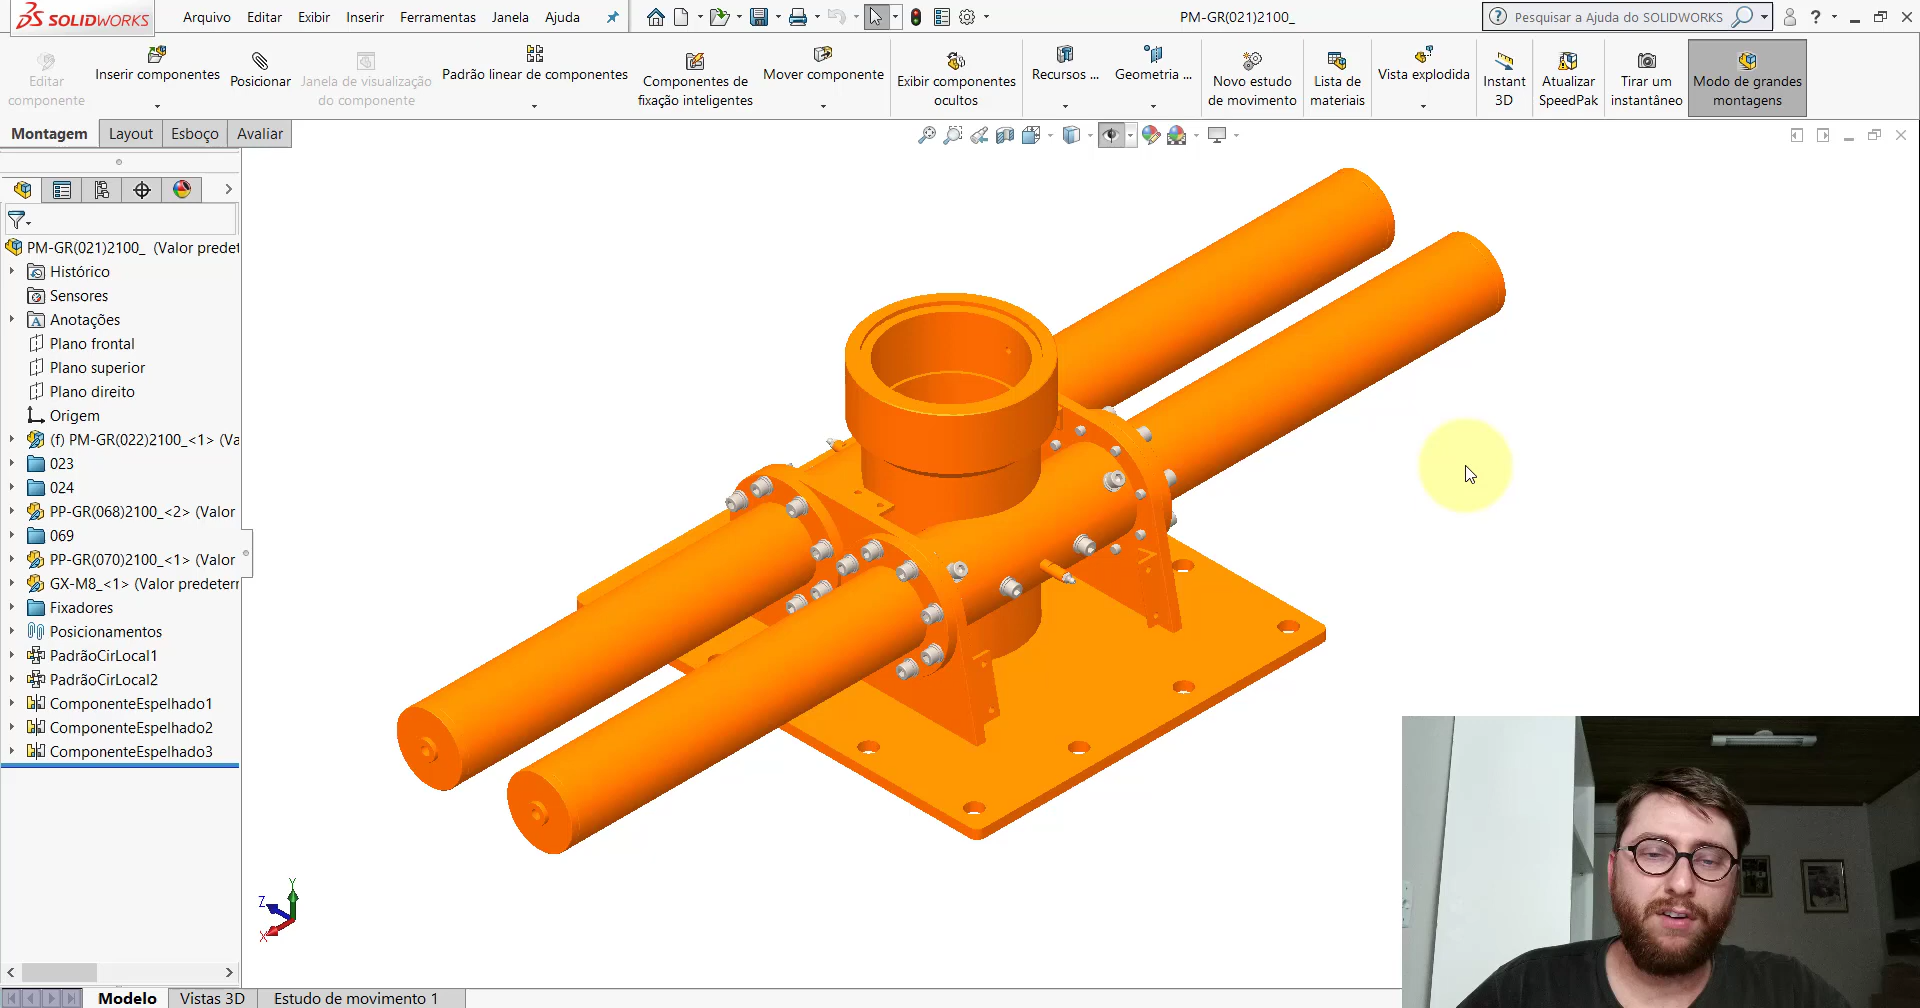 SOLIDWORKS
Arquivo Editar Exibir Inserir Ferramentas Janela Ajuda
PM-GR(021)2100_
Pesquisar a Ajuda do SOLIDWORKS
Editar componente
Inserir componentes
Posicionar
Janela de visualização do componente
Padrão linear de componentes
Componentes de fixação inteligentes
Mover componente
Exibir componentes ocultos
Recursos ...
Geometria ...
Novo estudo de movimento
Lista de materiais
Vista explodida
Instant 3D
Atualizar SpeedPak
Tirar um instantâneo
Modo de grandes montagens
Montagem Layout Esboço Avaliar
PM-GR(021)2100_ (Valor predet
Histórico
Sensores
Anotações
Plano frontal
Plano superior
Plano direito
Origem
(f) PM-GR(022)2100_<1> (Va
023
024
PP-GR(068)2100_<2> (Valor
069
PP-GR(070)2100_<1> (Valor
GX-M8_<1> (Valor predeterr
Fixadores
Posicionamentos
PadrãoCirLocal1
PadrãoCirLocal2
ComponenteEspelhado1
ComponenteEspelhado2
ComponenteEspelhado3
Y
Z
X
Modelo Vistas 3D Estudo de movimento 1